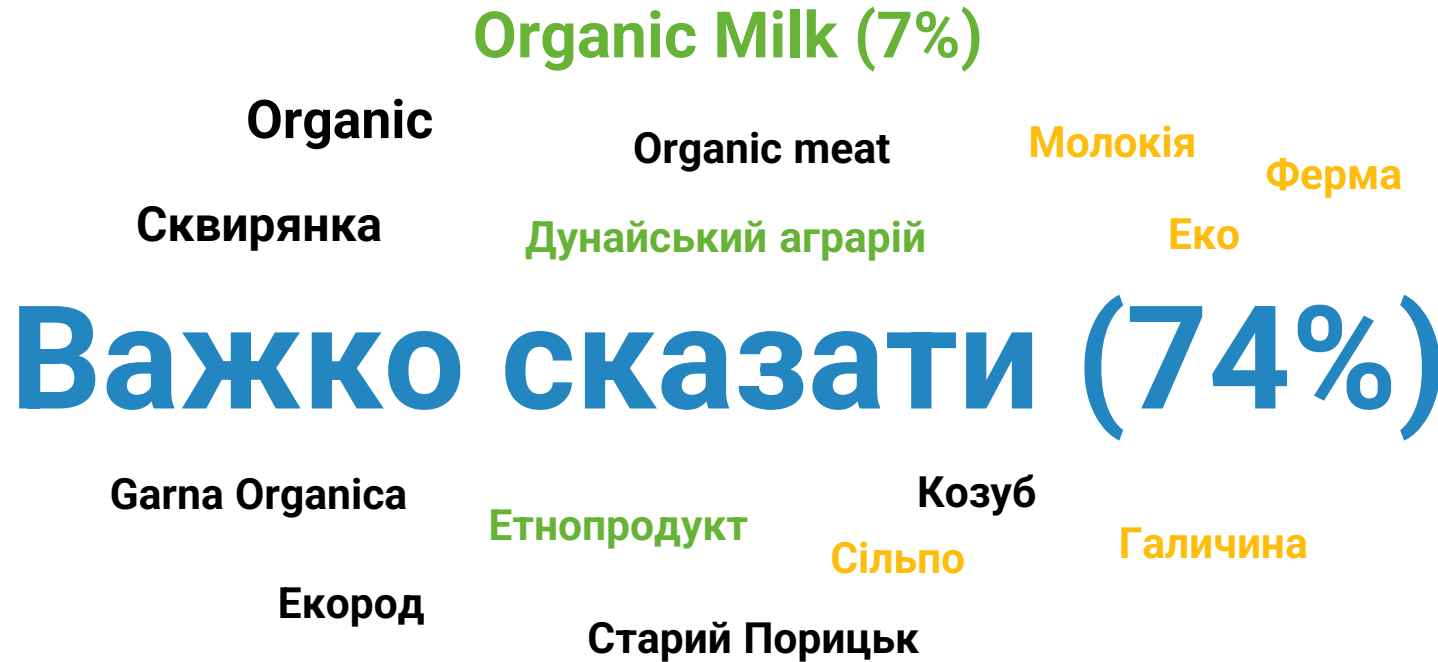 Organic Milk (7%)
Organic
Organic meat
Молокія
Ферма
Сквирянка
Дунайський аграрій
Еко
Важко сказати (74%)
Garna Organica
Козуб
Етнопродукт
Сільпо
Галичина
Екород
Старий Порицьк